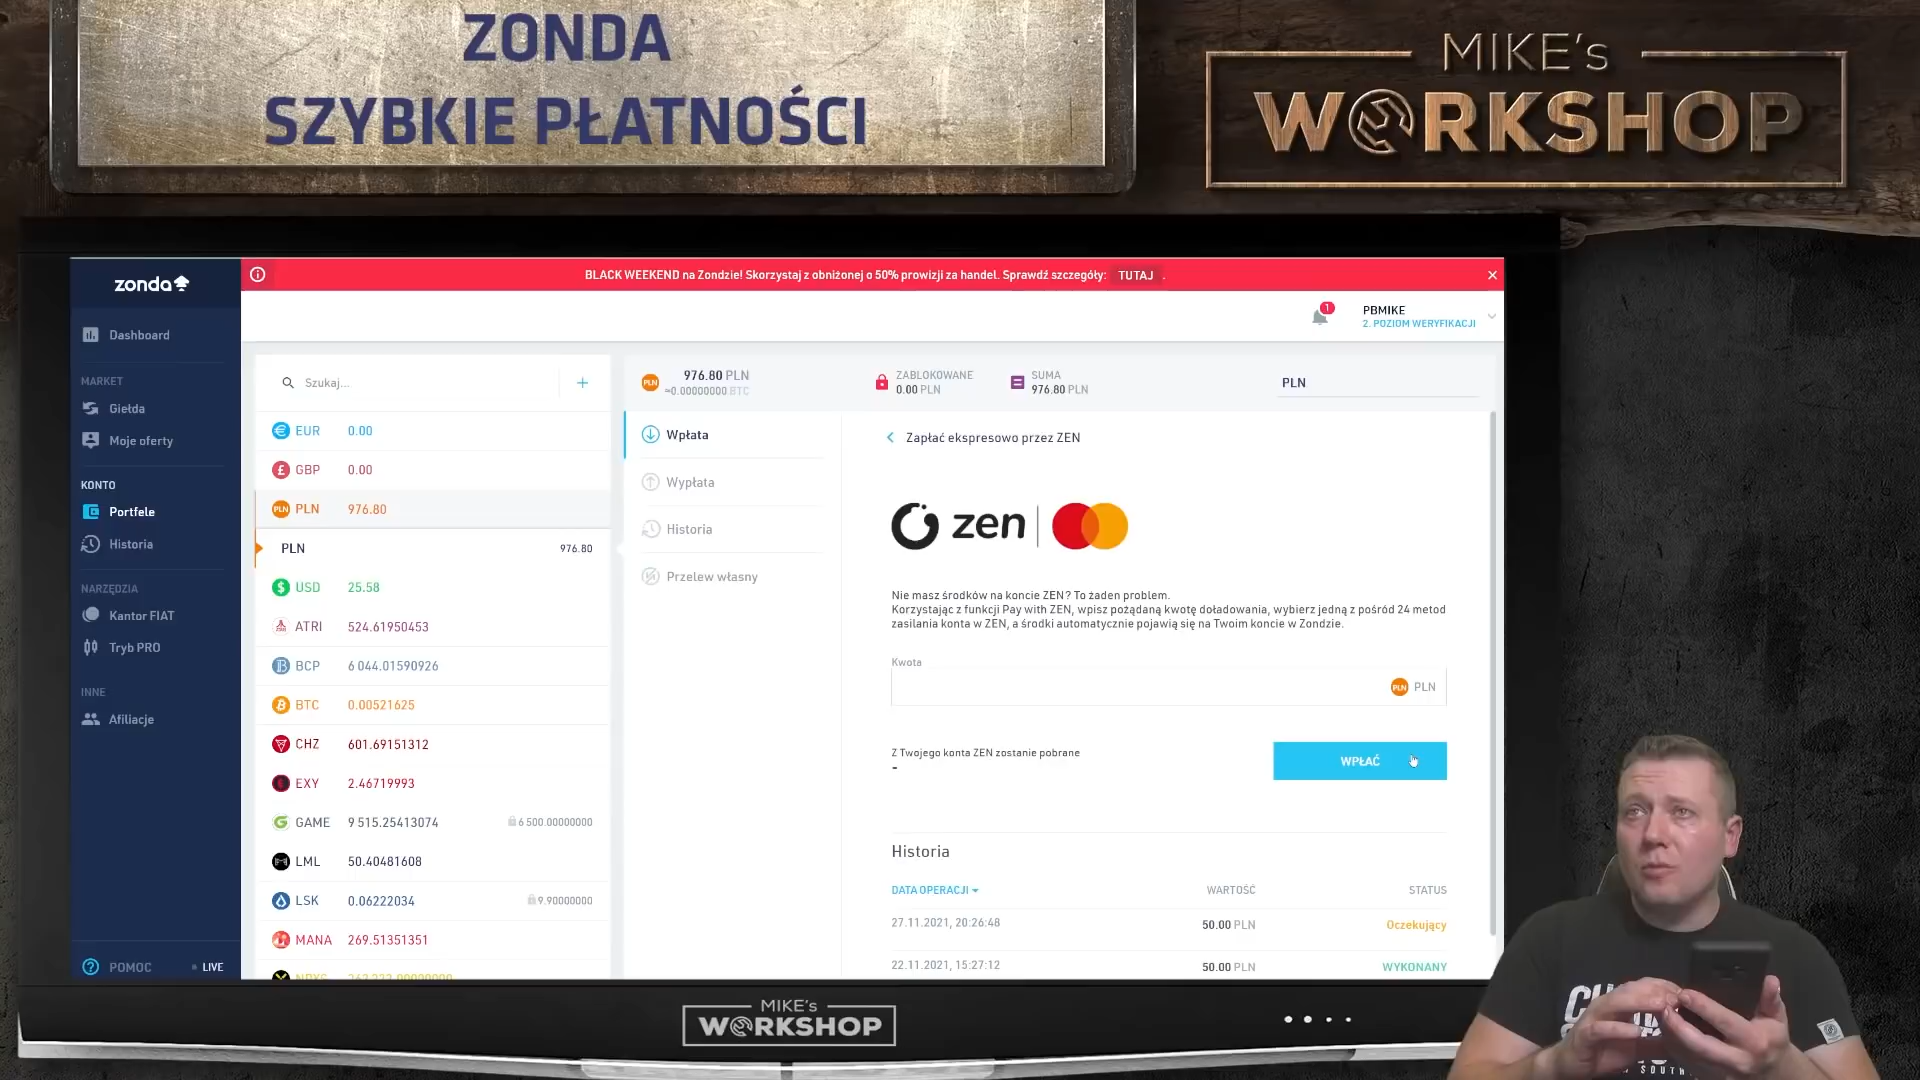 ZONDA
SZYBKIE PŁATNOŚCI
MIKE's
WORKSHOP
zonda
BLACK WEEKEND na Zondzie! Skorzystaj z obniżonej o 50% prowizji za handel. Sprawdź szczegóły: TUTAJ .
1
PBMIKE
2. POZIOM WERYFIKACJI
Dashboard
MARKET
Giełda
Moje oferty
KONTO
Portfele
Historia
NARZĘDZIA
Kantor FIAT
Tryb PRO
INNE
Afiliacje
POMOC
LIVE
Szukaj...
EUR 0.00
GBP 0.00
PLN PLN 976.80
PLN 976.80
USD 25.58
ATRI 524.61950453
BCP 6 044.01590926
BTC 0.00521625
CHZ 601.69151312
EXY 2.46719993
GAME 9 515.25413074 6 500.00000000
LML 50.40481608
LSK 0.06222034 9.90000000
MANA 269.51351351
PLN 976.80 PLN
≈0.00000000 BTC
ZABLOKOWANE
0.00 PLN
SUMA
976.80 PLN
PLN
Wpłata
Wypłata
Historia
Przelew własny
Zapłać ekspresowo przez ZEN
zen
Nie masz środków na koncie ZEN? To żaden problem.
Korzystając z funkcji Pay with ZEN, wpisz pożądaną kwotę doładowania, wybierz jedną z pośród 24 metod
zasilania konta w ZEN, a środki automatycznie pojawią się na Twoim koncie w Zondzie.
Kwota
PLN PLN
Z Twojego konta ZEN zostanie pobrane
-
WPŁAĆ
Historia
DATA OPERACJI WARTOŚĆ STATUS
27.11.2021, 20:26:48 50.00 PLN Oczekujący
22.11.2021, 15:27:12 50.00 PLN WYKONANY
MIKE's
WORKSHOP